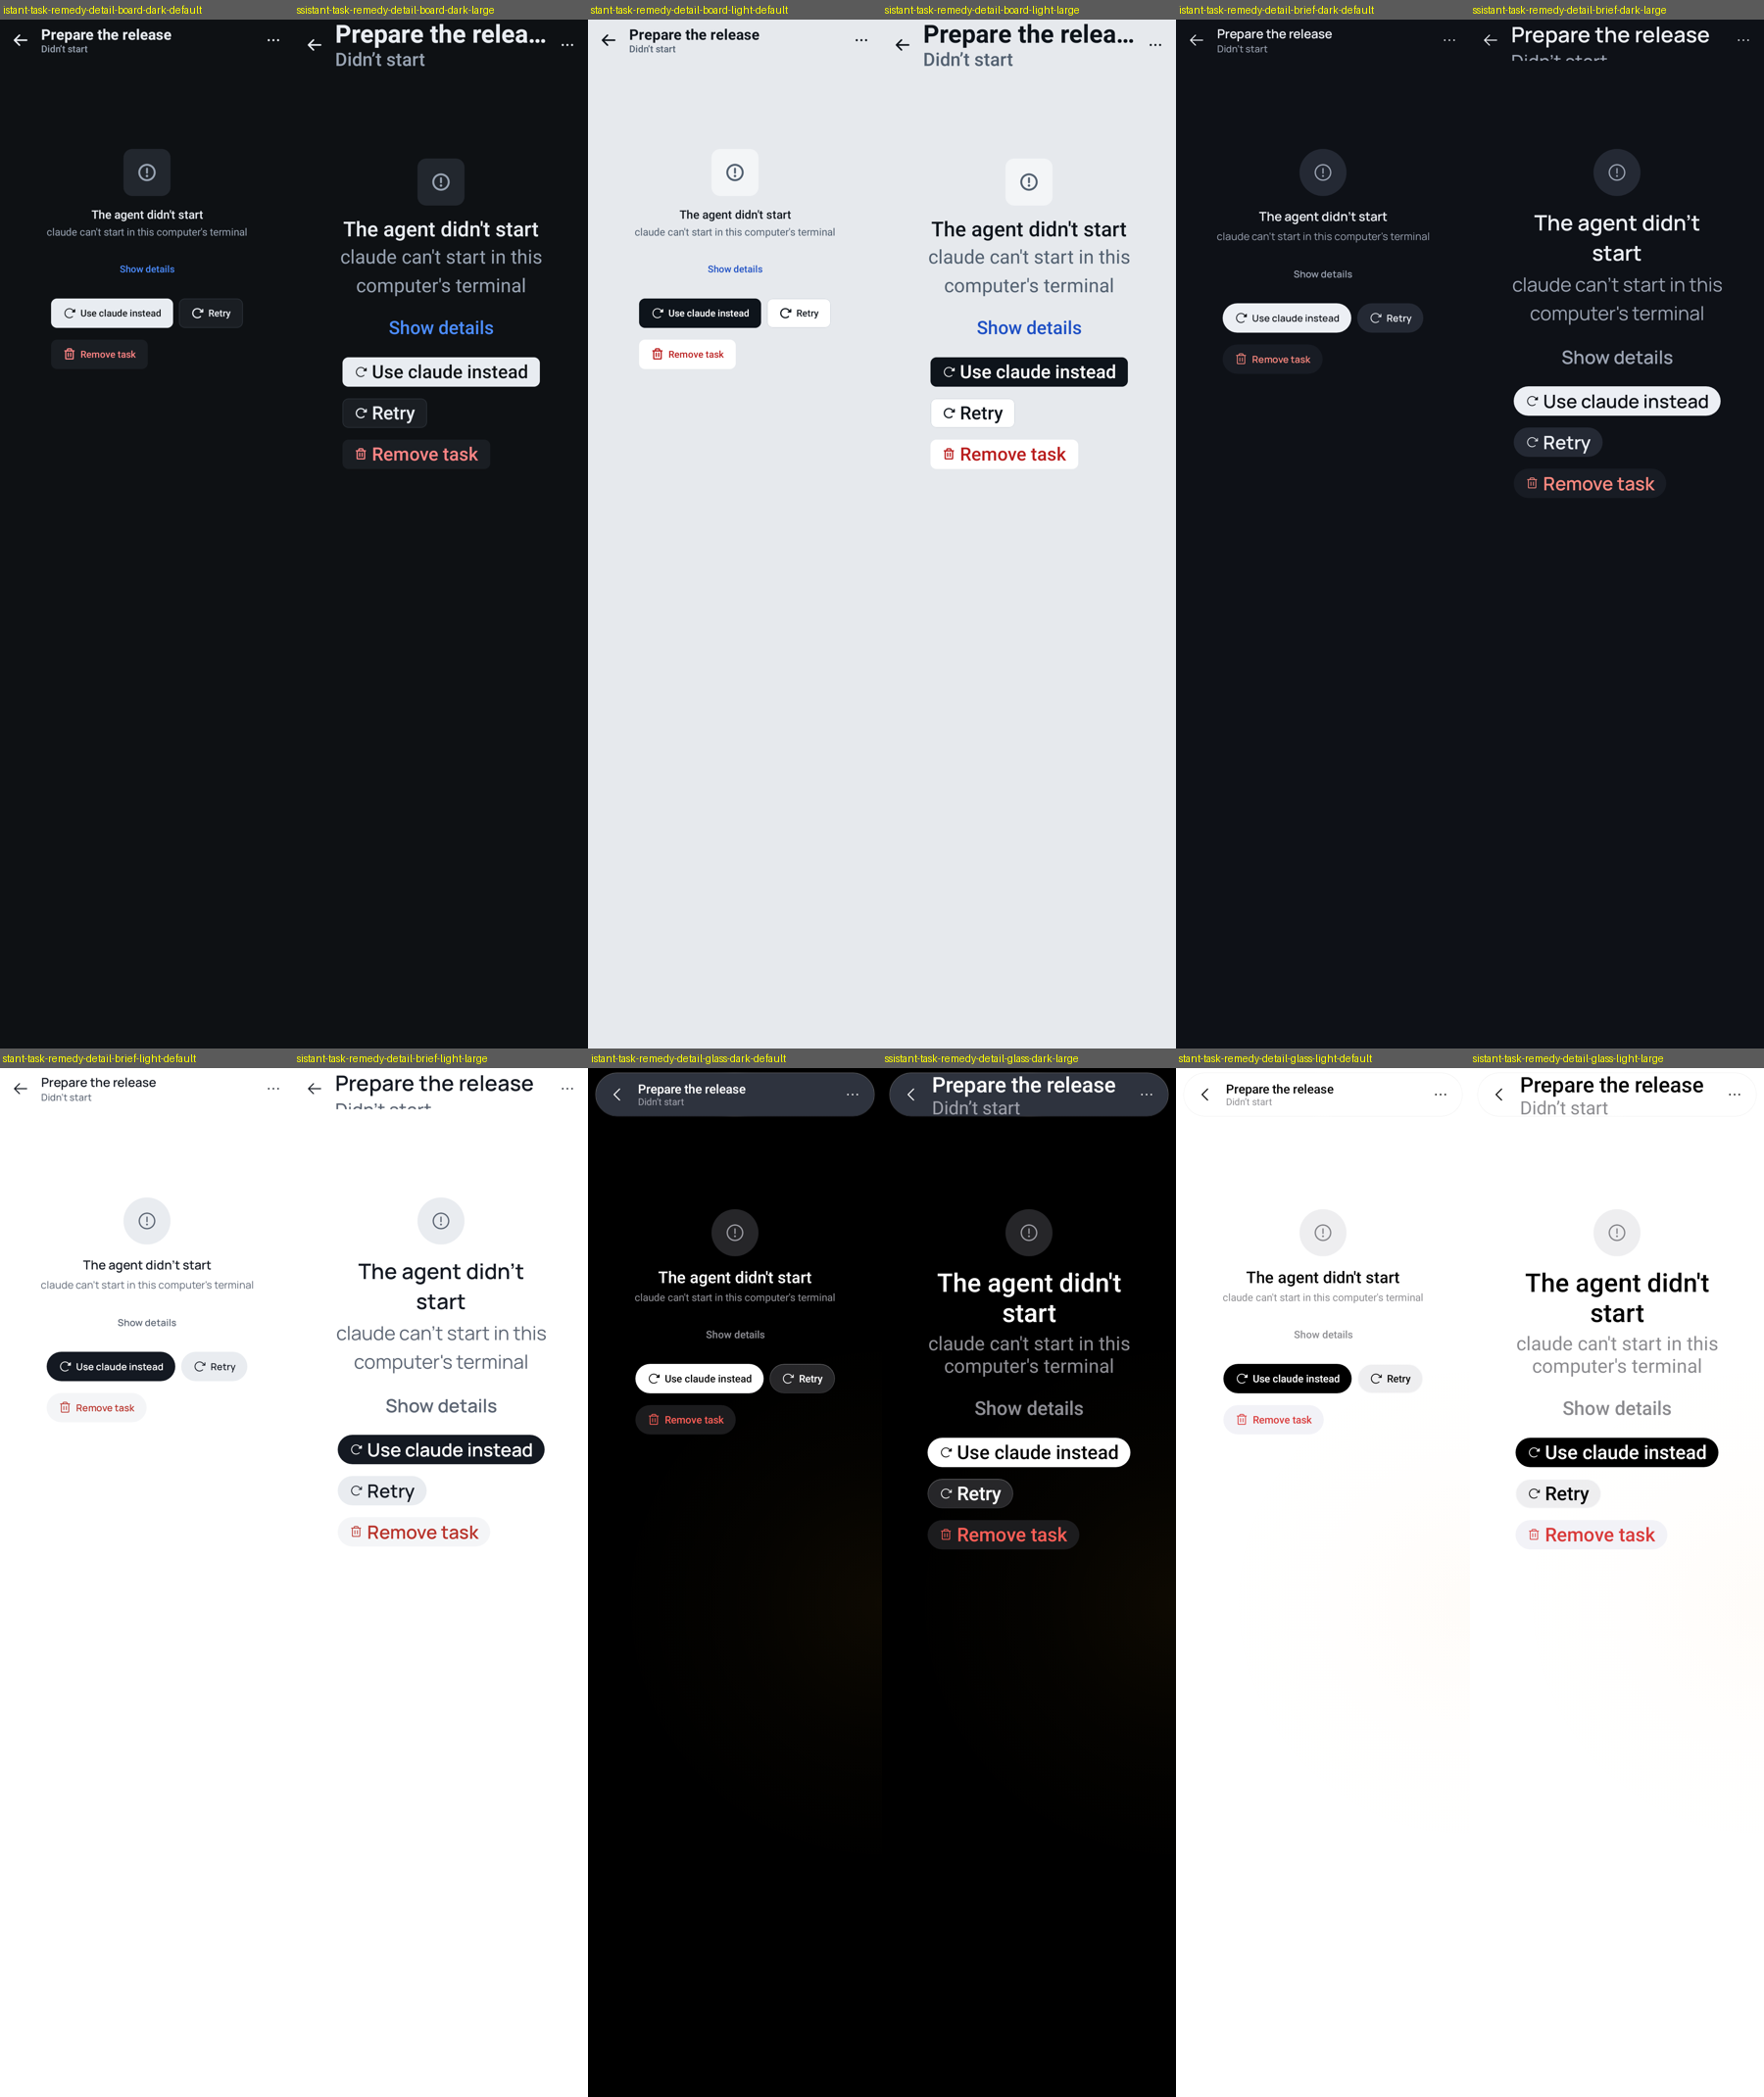 istant-task-remedy-detail-board-dark-default
Prepare the release
Didn't start
The agent didn't start
claude can't start in this computer's terminal
Show details
Use claude instead
Retry
Remove task
ssistant-task-remedy-detail-board-dark-large
Prepare the relea...
Didn't start
The agent didn't start
claude can't start in this
computer's terminal
Show details
Use claude instead
Retry
Remove task
stant-task-remedy-detail-board-light-default
Prepare the release
Didn't start
The agent didn't start
claude can't start in this computer's terminal
Show details
Use claude instead
Retry
Remove task
ssistant-task-remedy-detail-board-light-large
Prepare the relea...
Didn't start
The agent didn't start
claude can't start in this
computer's terminal
Show details
Use claude instead
Retry
Remove task
istant-task-remedy-detail-brief-dark-default
Prepare the release
Didn't start
The agent didn't start
claude can't start in this computer's terminal
Show details
Use claude instead
Retry
Remove task
ssistant-task-remedy-detail-brief-dark-large
Prepare the release
Didn't start
The agent didn't
start
claude can't start in this
computer's terminal
Show details
Use claude instead
Retry
Remove task
stant-task-remedy-detail-brief-light-default
Prepare the release
Didn't start
The agent didn't start
claude can't start in this computer's terminal
Show details
Use claude instead
Retry
Remove task
sistant-task-remedy-detail-brief-light-large
Prepare the release
Didn't start
The agent didn't
start
claude can't start in this
computer's terminal
Show details
Use claude instead
Retry
Remove task
istant-task-remedy-detail-glass-dark-default
Prepare the release
Didn't start
The agent didn't start
claude can't start in this computer's terminal
Show details
Use claude instead
Retry
Remove task
ssistant-task-remedy-detail-glass-dark-large
Prepare the release
Didn't start
The agent didn't
start
claude can't start in this
computer's terminal
Show details
Use claude instead
Retry
Remove task
stant-task-remedy-detail-glass-light-default
Prepare the release
Didn't start
The agent didn't start
claude can't start in this computer's terminal
Show details
Use claude instead
Retry
Remove task
sistant-task-remedy-detail-glass-light-large
Prepare the release
Didn't start
The agent didn't
start
claude can't start in this
computer's terminal
Show details
Use claude instead
Retry
Remove task